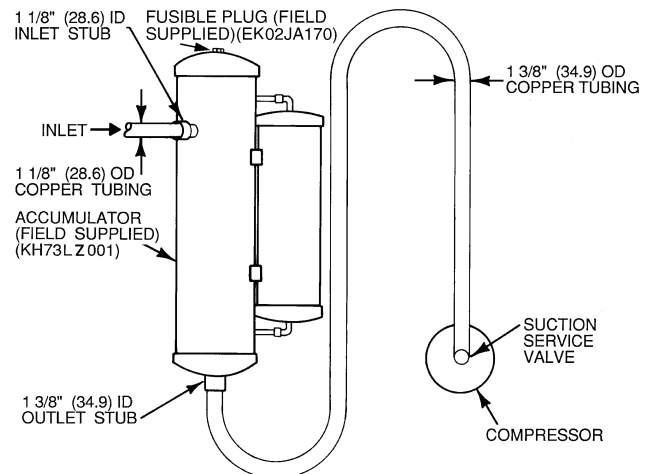 1 1/8" (28.6) ID
INLET STUB
FUSIBLE PLUG (FIELD
SUPPLIED)(EK02JA170)
1 3/8" (34.9) OD
COPPER TUBING
INLET
1 1/8" (28.6) OD
COPPER TUBING
ACCUMULATOR
(FIELD SUPPLIED)
(KH73LZ001)
SUCTION
SERVICE
VALVE
1 3/8" (34.9) ID
OUTLET STUB
COMPRESSOR